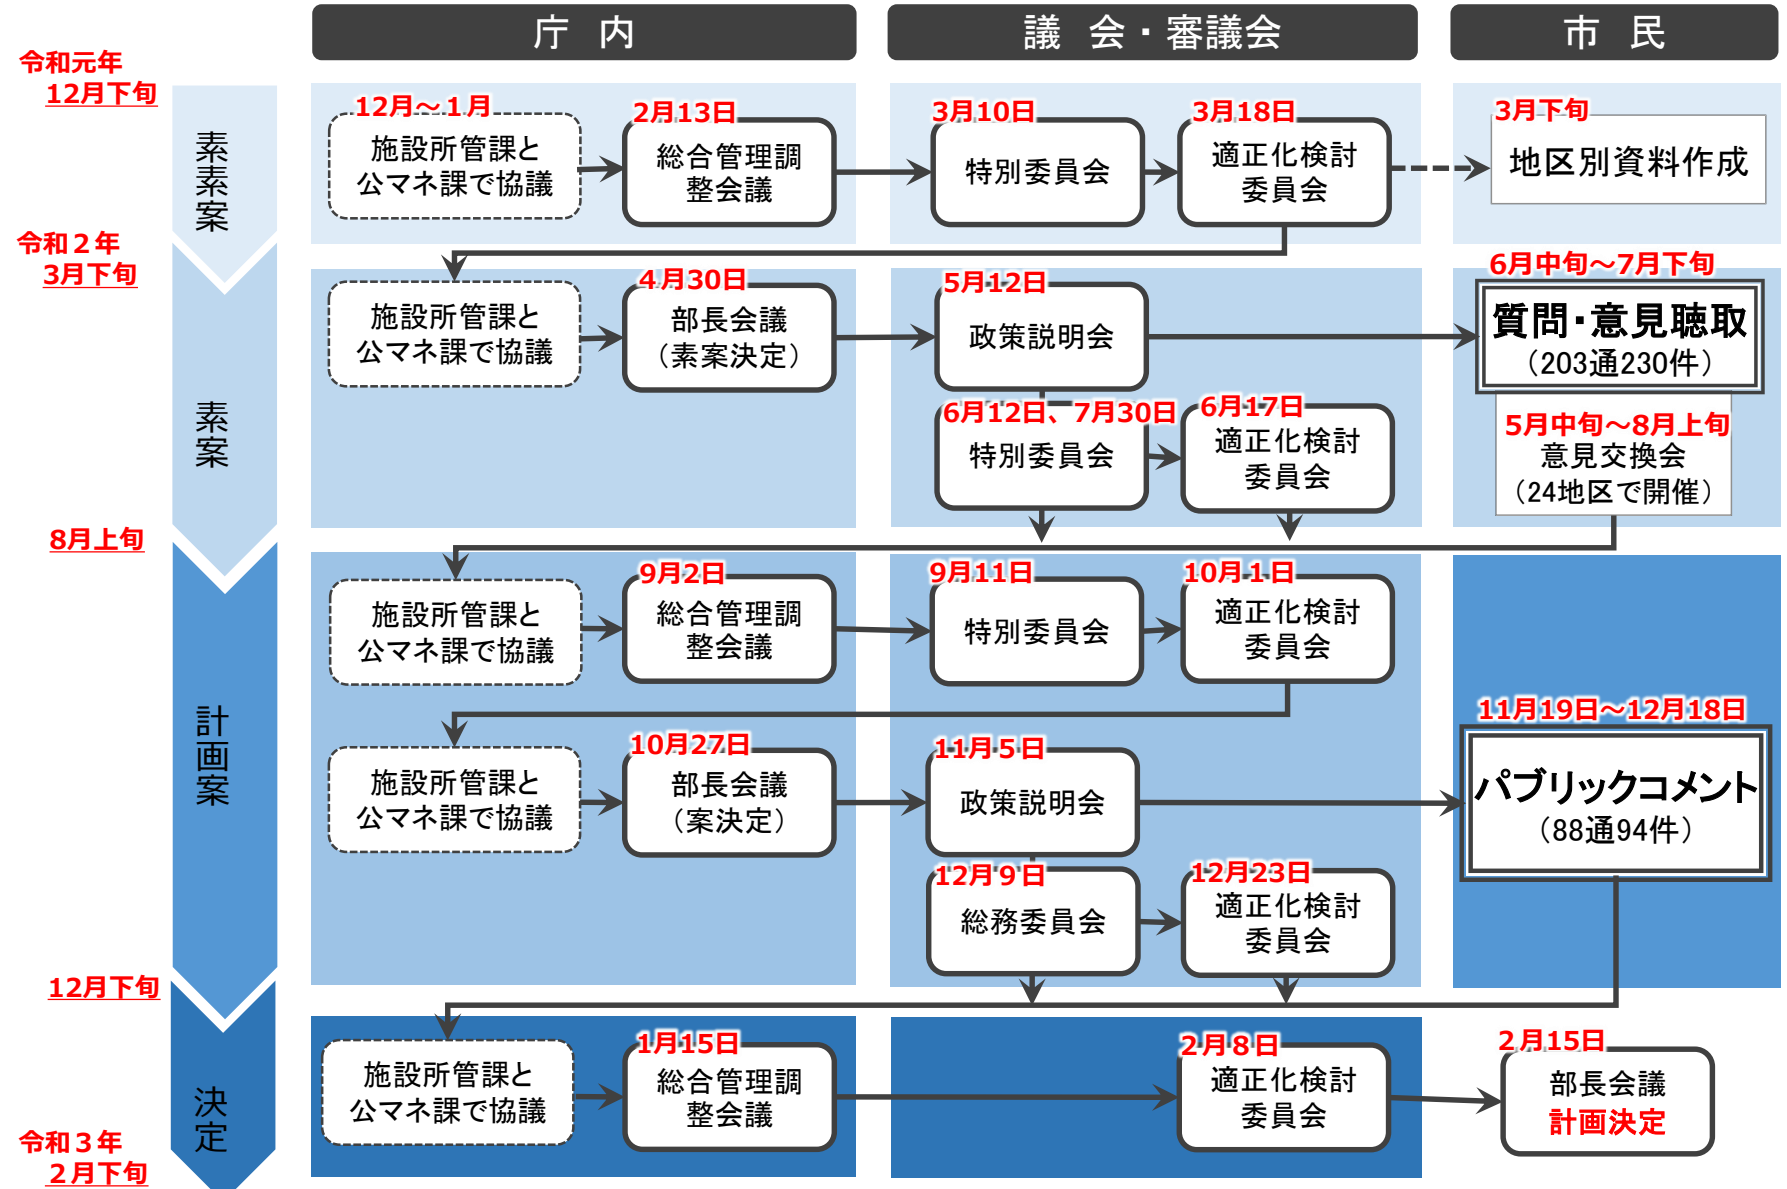 庁 内
議 会・審議会
市 民
令和元年
12月下旬
素素案
12月～1月
施設所管課と
公マネ課で協議
2月13日
総合管理調
整会議
3月10日
特別委員会
3月18日
適正化検討
委員会
3月下旬
地区別資料作成
令和２年
3月下旬
素案
施設所管課と
公マネ課で協議
４月30日
部長会議
（素案決定）
5月12日
政策説明会
6月中旬～7月下旬
質問・意見聴取
（203通230件）
6月12日、7月30日
特別委員会
6月17日
適正化検討
委員会
5月中旬～8月上旬
意見交換会
（24地区で開催）
8月上旬
計画案
施設所管課と
公マネ課で協議
9月2日
総合管理調
整会議
9月11日
特別委員会
10月1日
適正化検討
委員会
施設所管課と
公マネ課で協議
10月27日
部長会議
（案決定）
11月５日
政策説明会
11月19日～12月18日
パブリックコメント
（88通94件）
12月９日
総務委員会
12月23日
適正化検討
委員会
12月下旬
決定
施設所管課と
公マネ課で協議
1月15日
総合管理調
整会議
２月８日
適正化検討
委員会
２月15日
部長会議
計画決定
令和３年
２月下旬